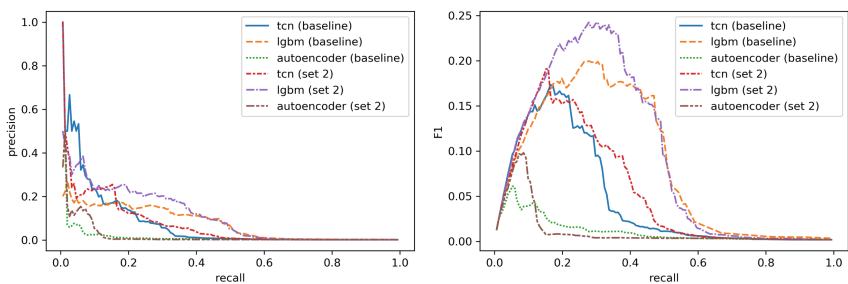 1.0
0.8
0.6
0.4
0.2
0.0
precision
0.0 0.2 0.4 0.6 0.8 1.0
recall
tcn (baseline)
lgbm (baseline)
autoencoder (baseline)
tcn (set 2)
lgbm (set 2)
autoencoder (set 2)
0.25
0.20
0.15
0.10
0.05
0.00
F1
0.0 0.2 0.4 0.6 0.8 1.0
recall
tcn (baseline)
lgbm (baseline)
autoencoder (baseline)
tcn (set 2)
lgbm (set 2)
autoencoder (set 2)